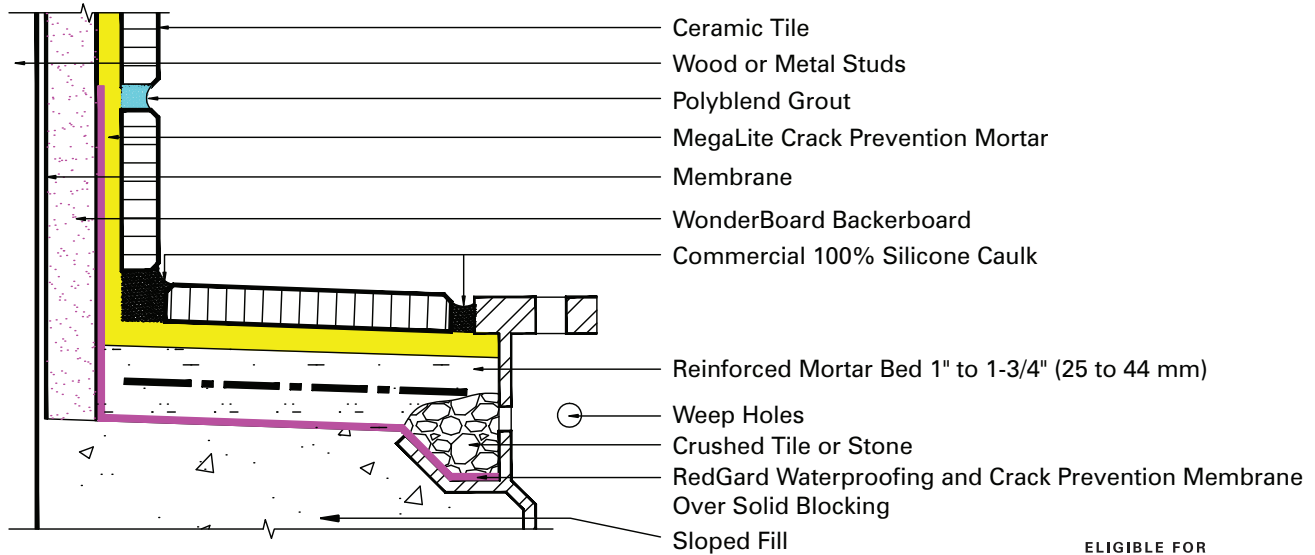 Ceramic Tile
Wood or Metal Studs
Polyblend Grout
MegaLite Crack Prevention Mortar
Membrane
WonderBoard Backerboard
Commercial 100% Silicone Caulk
Reinforced Mortar Bed 1" to 1-3/4" (25 to 44 mm)
Weep Holes
Crushed Tile or Stone
RedGard Waterproofing and Crack Prevention Membrane
Over Solid Blocking
Sloped Fill
ELIGIBLE FOR